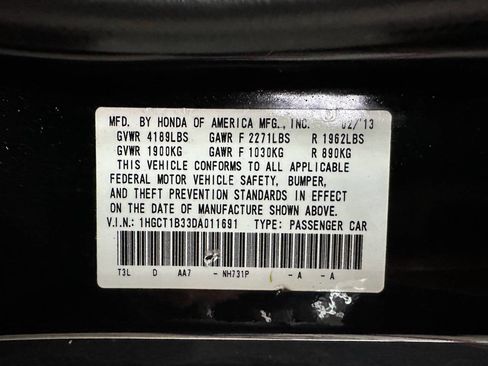 MFD. BY HONDA OF AMERICA MFG., INC. 02/13
GVWR 4189LBS GAWR F 2271LBS R 1962LBS
GVWR 1900KG GAWR F 1030KG R 890KG
THIS VEHICLE CONFORMS TO ALL APPLICABLE
FEDERAL MOTOR VEHICLE SAFETY, BUMPER,
AND THEFT PREVENTION STANDARDS IN EFFECT
ON THE DATE OF MANUFACTURE SHOWN ABOVE.
V.I.N.: 1HGCT1B33DA011691 TYPE: PASSENGER CAR
T3L D AA7 - NH731P - A - A